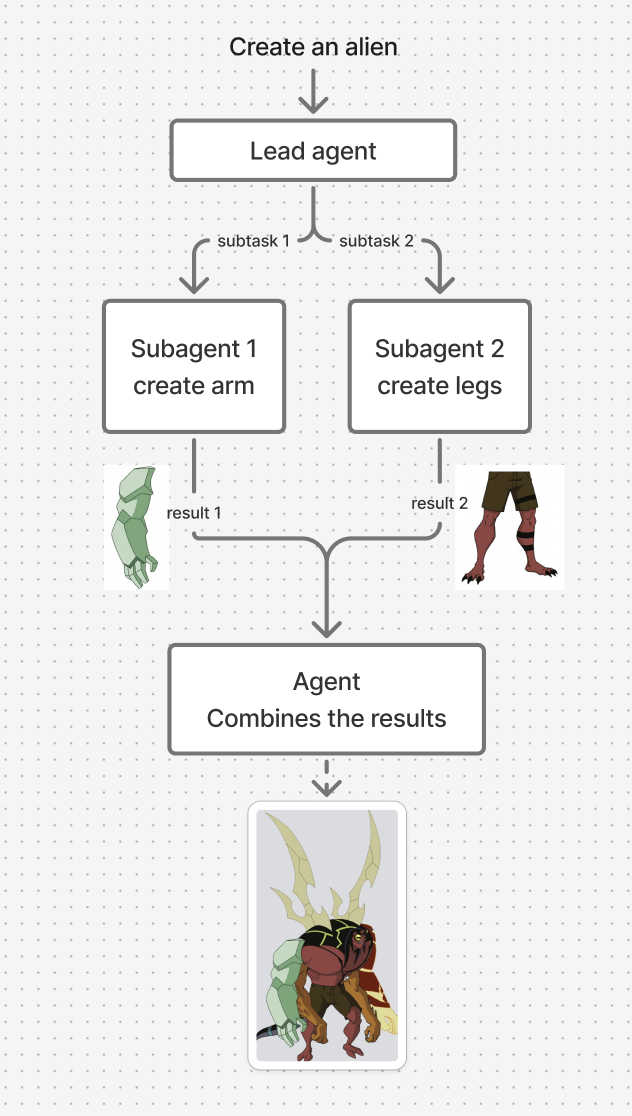 Create an alien
Lead agent
subtask 1
subtask 2
Subagent 1
create arm
Subagent 2
create legs
result 1
result 2
Agent
Combines the results